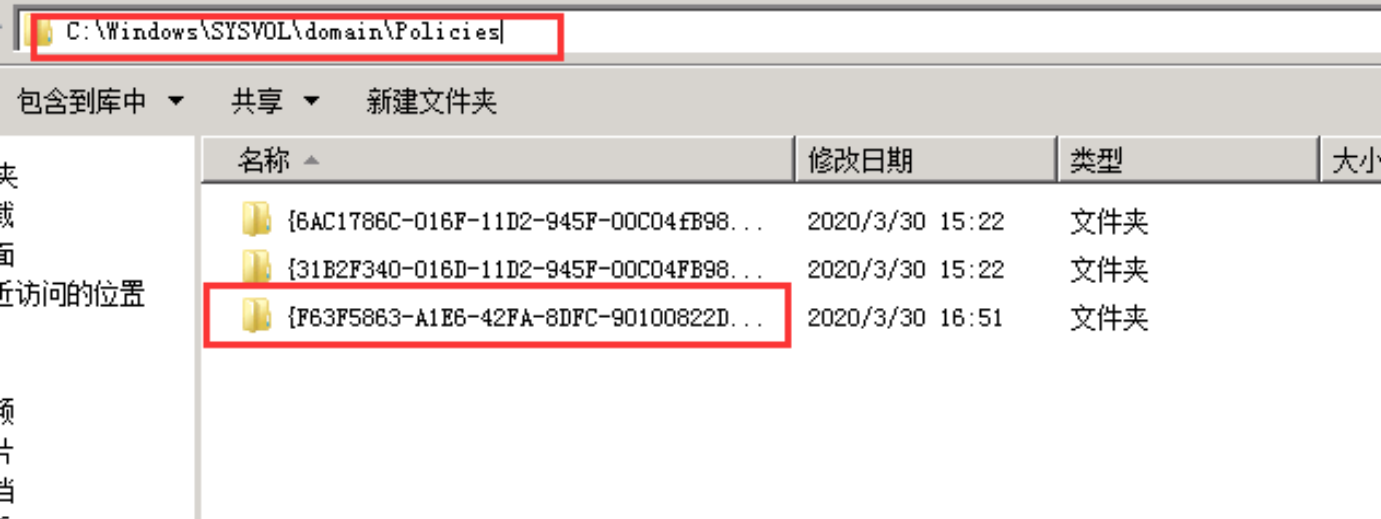 C:\Windows\SYSVOL\domain\Policies
包含到库中 共享 新建文件夹
名称 修改日期 类型 大小
{6AC1786C-016F-11D2-945F-00C04fB98... 2020/3/30 15:22 文件夹
{31B2F340-016D-11D2-945F-00C04FB98... 2020/3/30 15:22 文件夹
{F63F5863-A1E6-42FA-8DFC-90100822D... 2020/3/30 16:51 文件夹
夹
载
面
近访问的位置
频
片
档